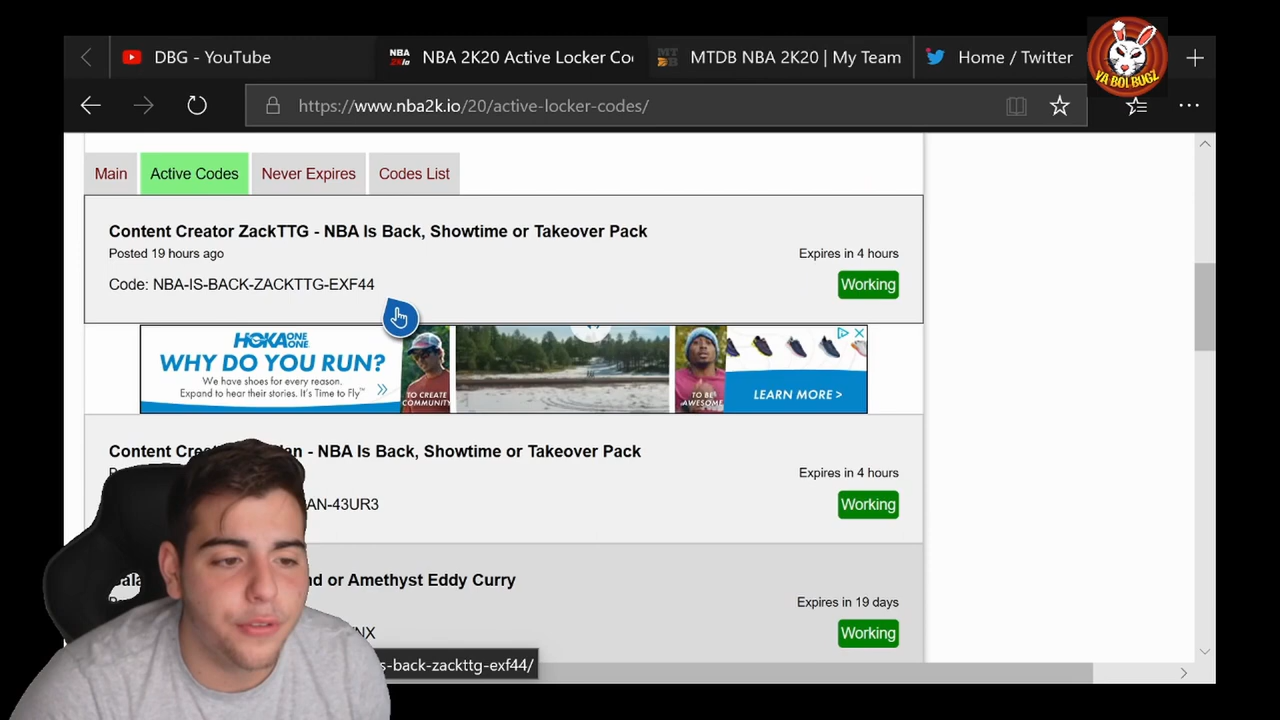 DBG - YouTube
NBA 2K20 Active Locker Co
MTDB NBA 2K20 | My Team
Home / Twitter
YA BOI BUGZ
https://www.nba2k.io/20/active-locker-codes/
Main
Active Codes
Never Expires
Codes List
Content Creator ZackTTG - NBA Is Back, Showtime or Takeover Pack
Posted 19 hours ago
Expires in 4 hours
Code: NBA-IS-BACK-ZACKTTG-EXF44
Working
HOKA ONE ONE
WHY DO YOU RUN?
We have shoes for every reason.
Expand to hear their stories. It's Time to Fly™
TO CREATE
COMMUNITY
TO BE
AWESOME
LEARN MORE >
Content Cre an - NBA Is Back, Showtime or Takeover Pack
Expires in 4 hours
AN-43UR3
Working
nd or Amethyst Eddy Curry
Expires in 19 days
NX
Working
s-back-zackttg-exf44/